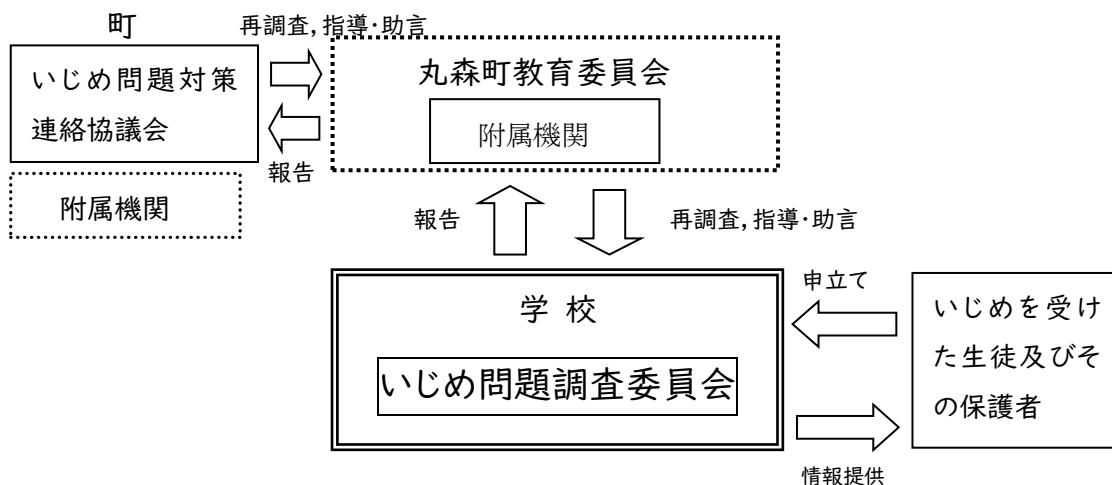 町
再調査,指導・助言
いじめ問題対策
連絡協議会
報告
附属機関
丸森町教育委員会
附属機関
報告
再調査,指導・助言
学 校
いじめ問題調査委員会
申立て
情報提供
いじめを受け
た生徒及びそ
の保護者